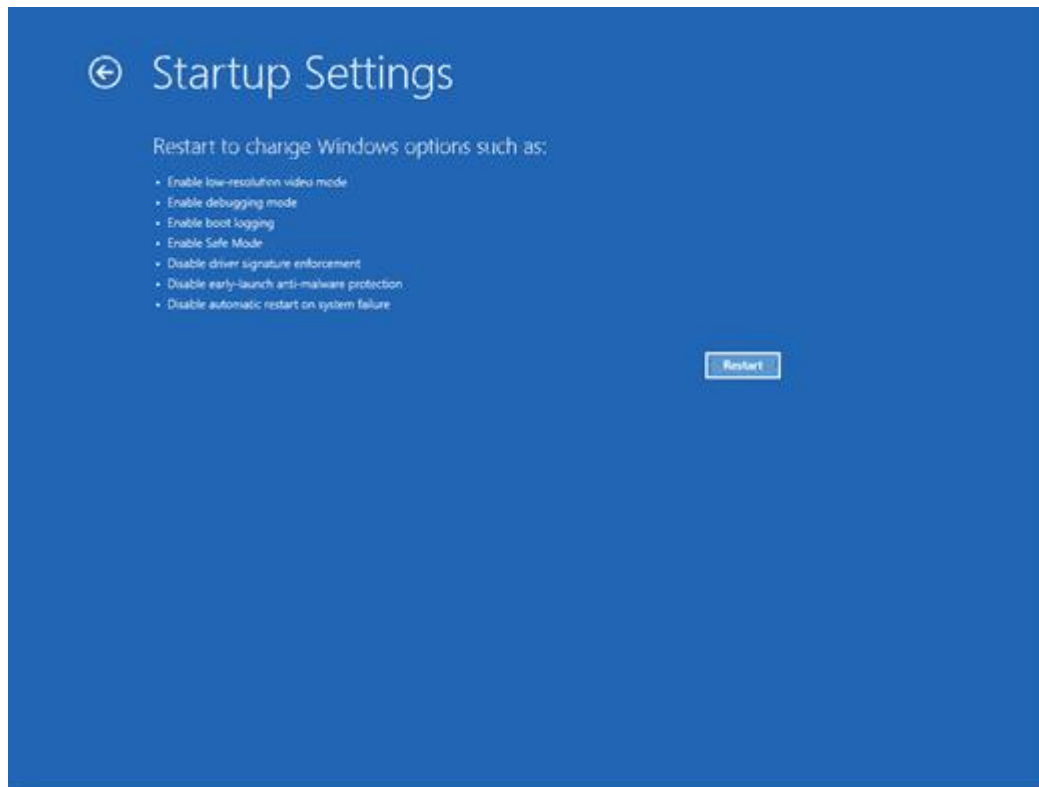 Startup Settings
Restart to change Windows options such as:
• Enable low-resolution video mode
• Enable debugging mode
• Enable boot logging
• Enable Safe Mode
• Disable driver signature enforcement
• Disable early-launch anti-malware protection
• Disable automatic restart on system failure
Restart